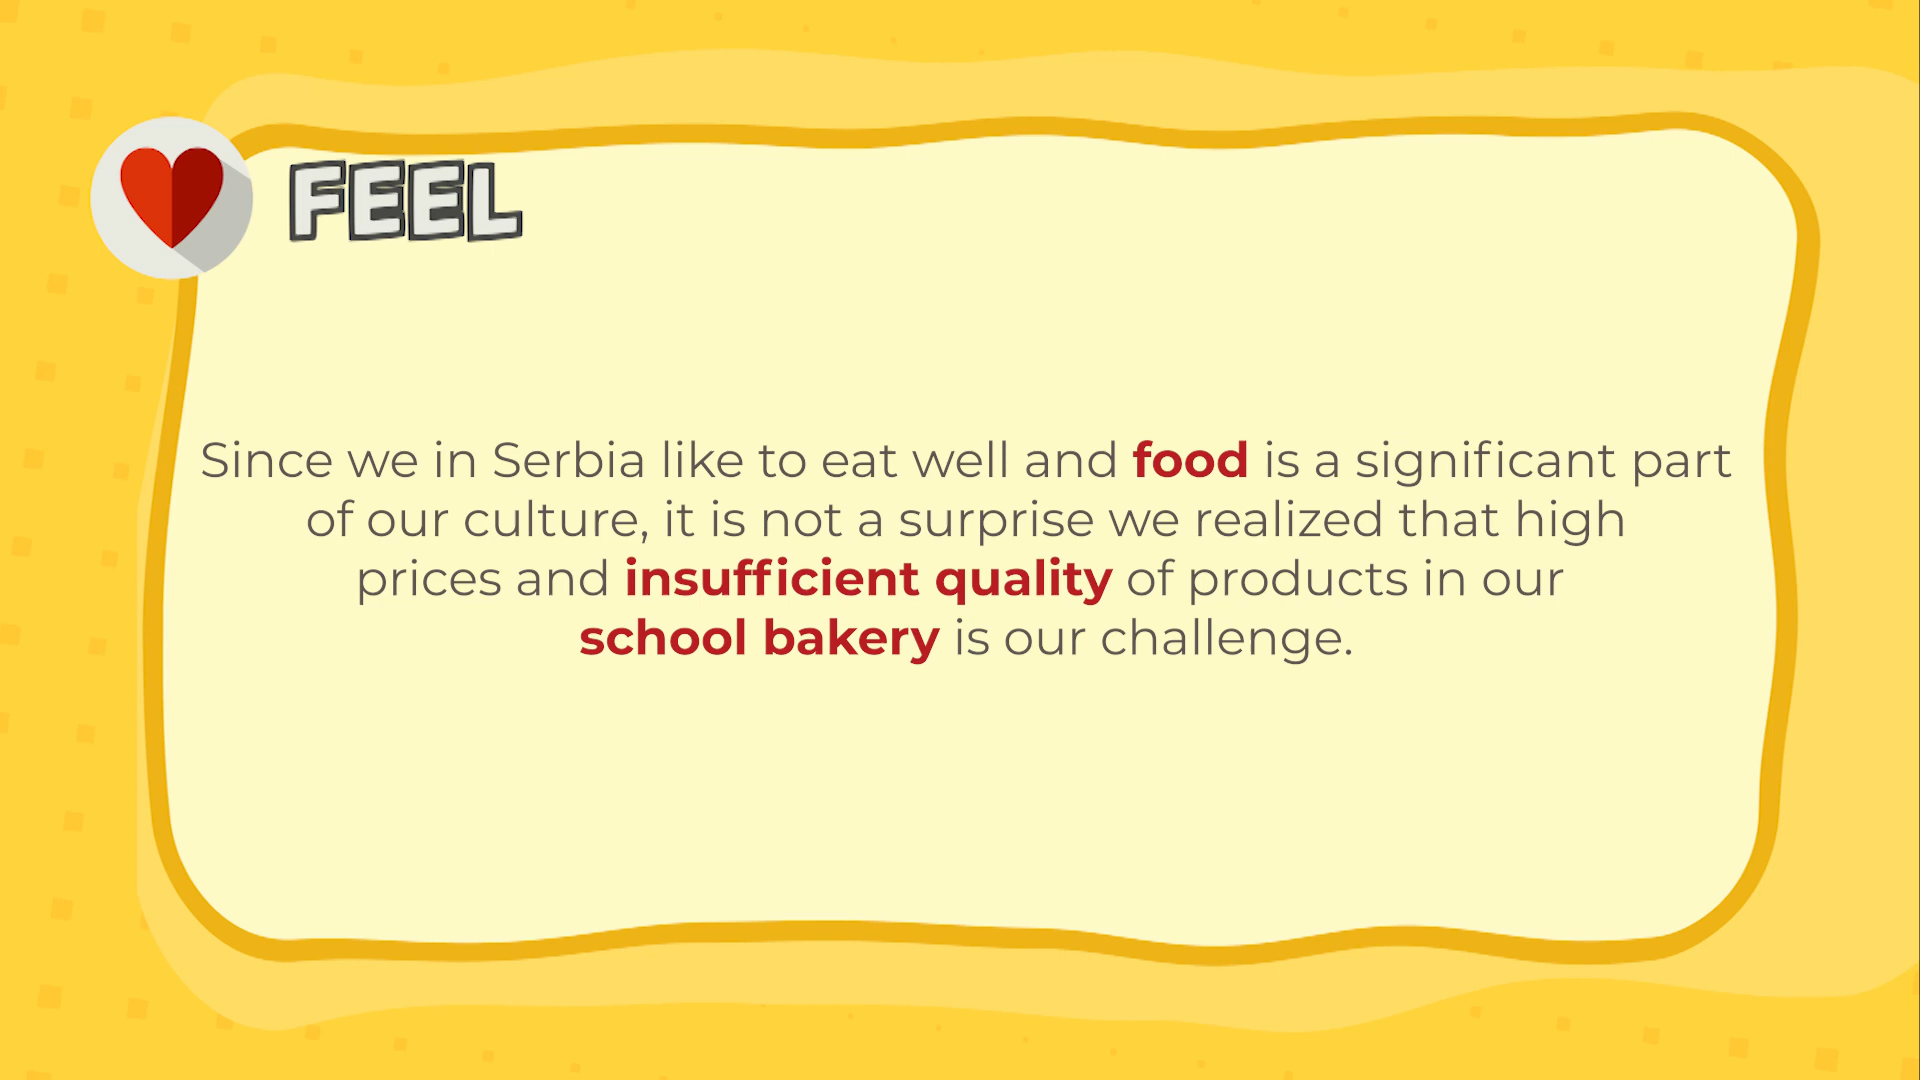 FEEL
Since we in Serbia like to eat well and food is a significant part
of our culture, it is not a surprise we realized that high
prices and insufficient quality of products in our
school bakery is our challenge.